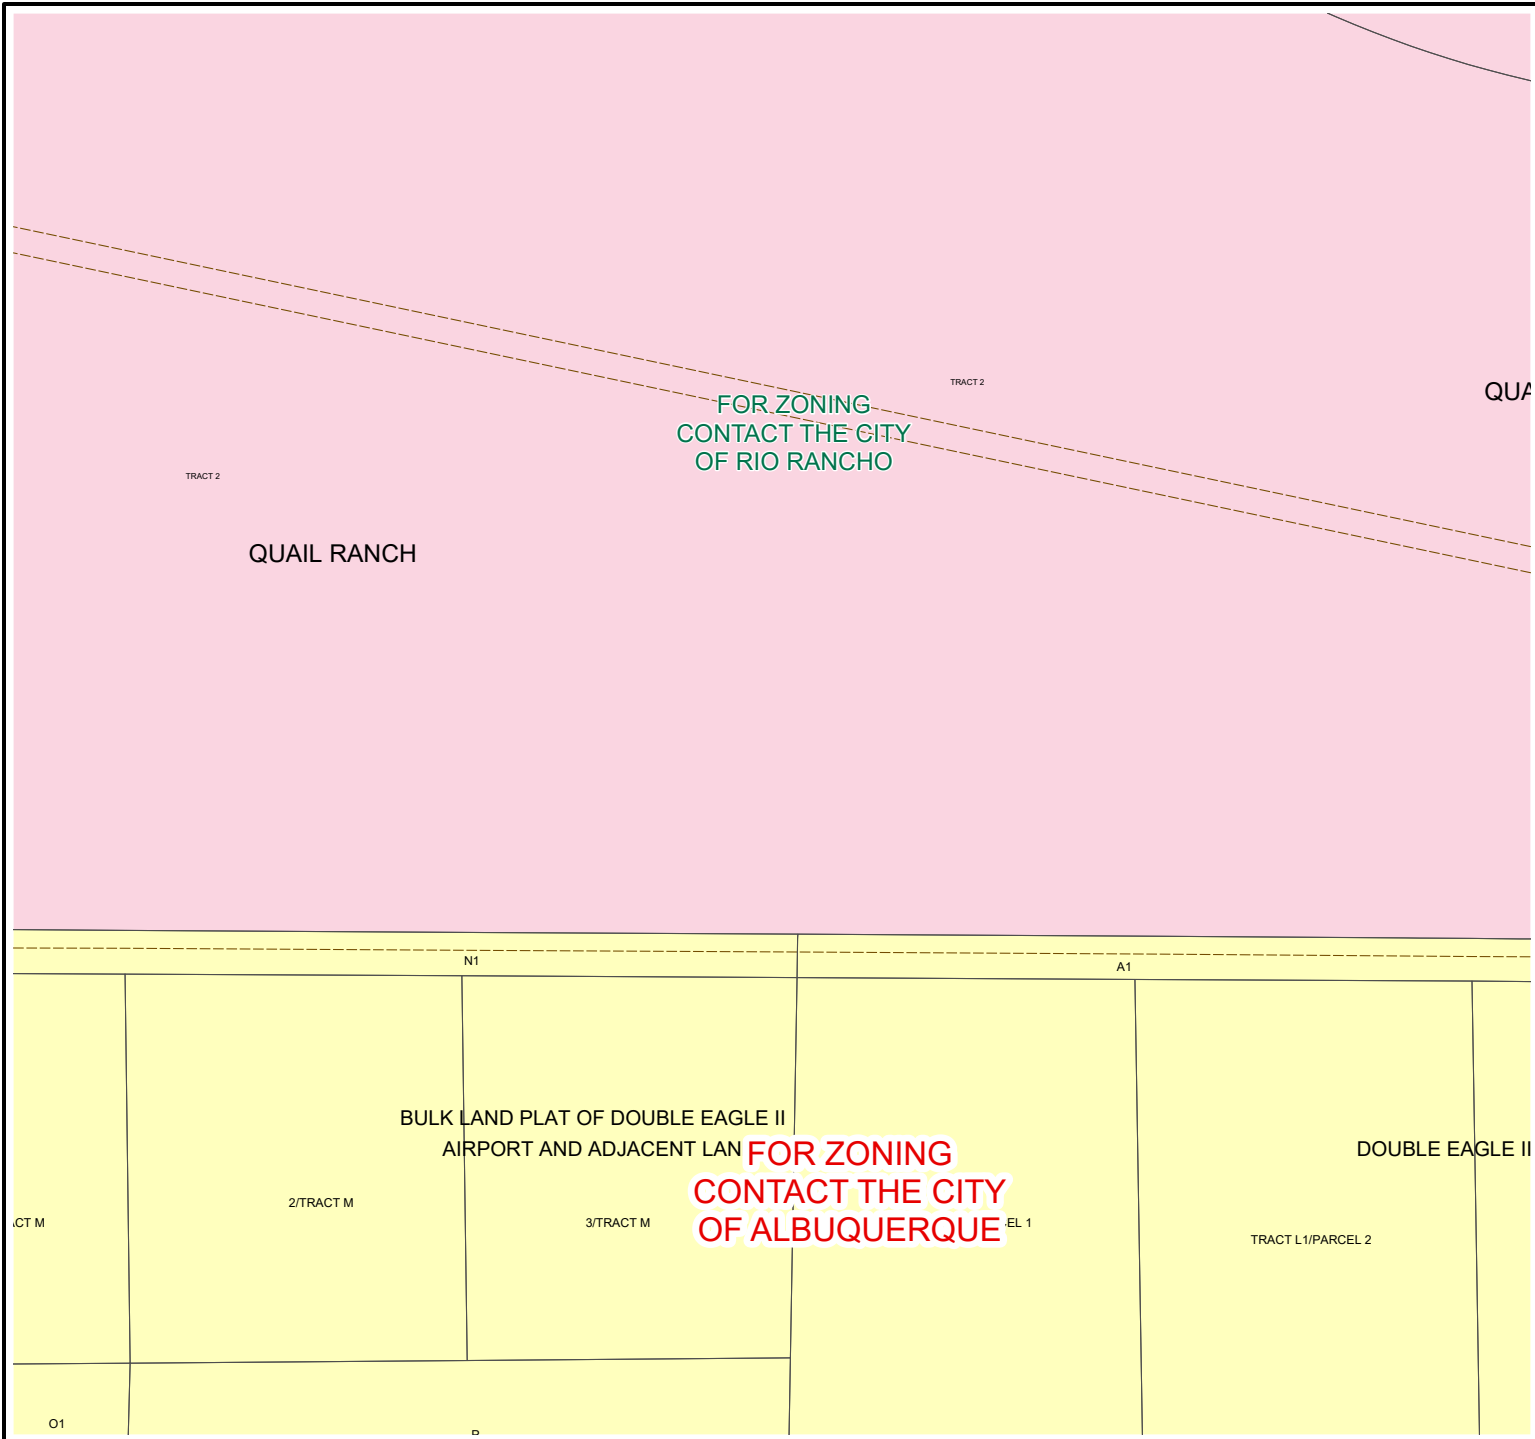 TRACT 2
QUA
FOR ZONING
CONTACT THE CITY
OF RIO RANCHO
TRACT 2
QUAIL RANCH
N1
A1
BULK LAND PLAT OF DOUBLE EAGLE II
AIRPORT AND ADJACENT LAN
FOR ZONING
CONTACT THE CITY
OF ALBUQUERQUE
DOUBLE EAGLE II
2/TRACT M
3/TRACT M
CT M
EL 1
TRACT L1/PARCEL 2
O1